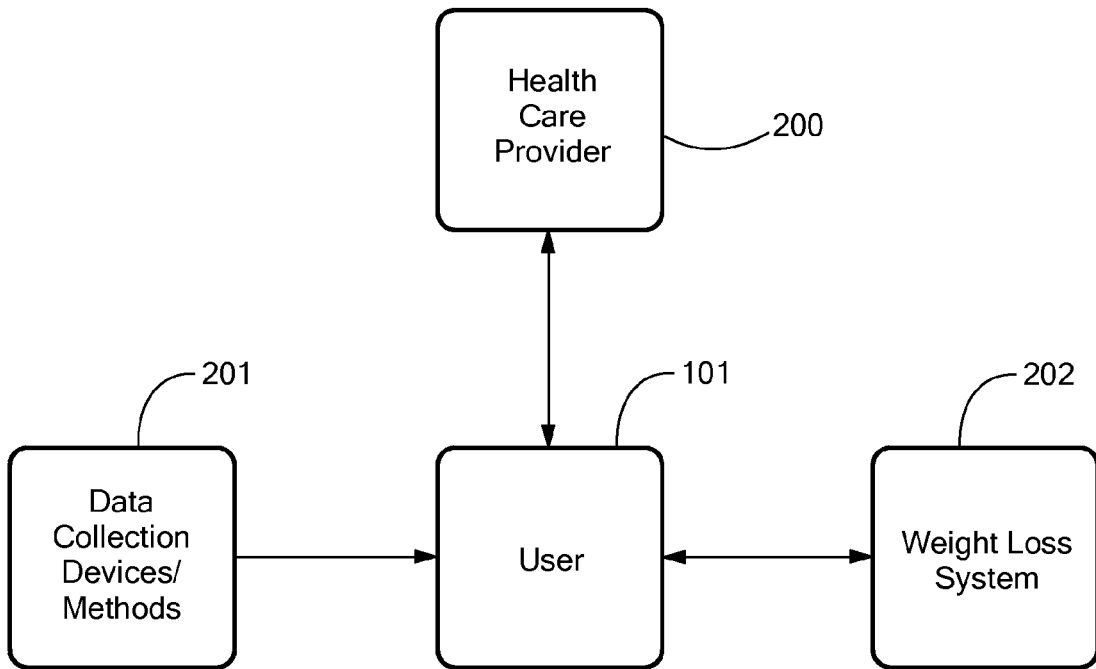 Health
Care
Provider
200
201
101
202
Data
Collection
Devices/
Methods
User
Weight Loss
System